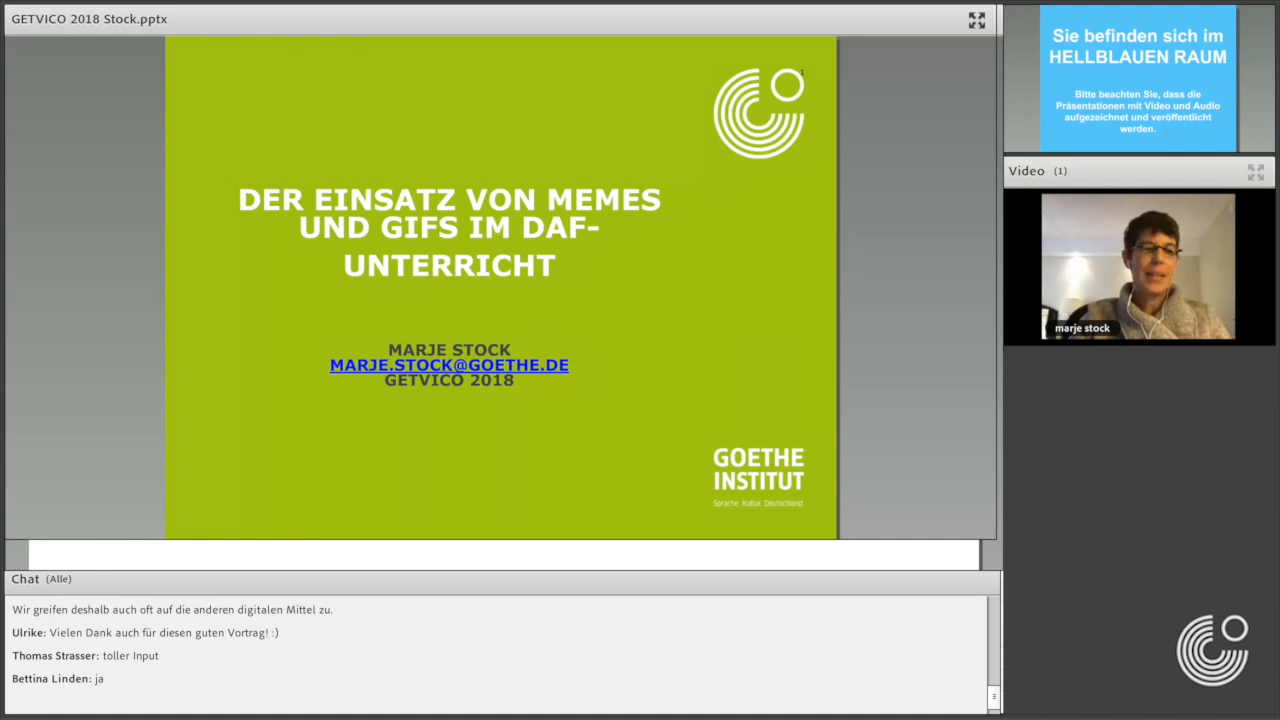 GETVICO 2018 Stock.pptx
1
DER EINSATZ VON MEMES
UND GIFS IM DAF-
UNTERRICHT
MARJE STOCK
MARJE.STOCK@GOETHE.DE
GETVICO 2018
GOETHE
INSTITUT
Sprache. Kultur. Deutschland.
Sie befinden sich im
HELLBLAUEN RAUM
Bitte beachten Sie, dass die
Präsentationen mit Video und Audio
aufgezeichnet und veröffentlicht
werden.
Video (1)
marje stock
Chat (Alle)
Wir greifen deshalb auch oft auf die anderen digitalen Mittel zu.
Ulrike: Vielen Dank auch für diesen guten Vortrag! :)
Thomas Strasser: toller Input
Bettina Linden: ja